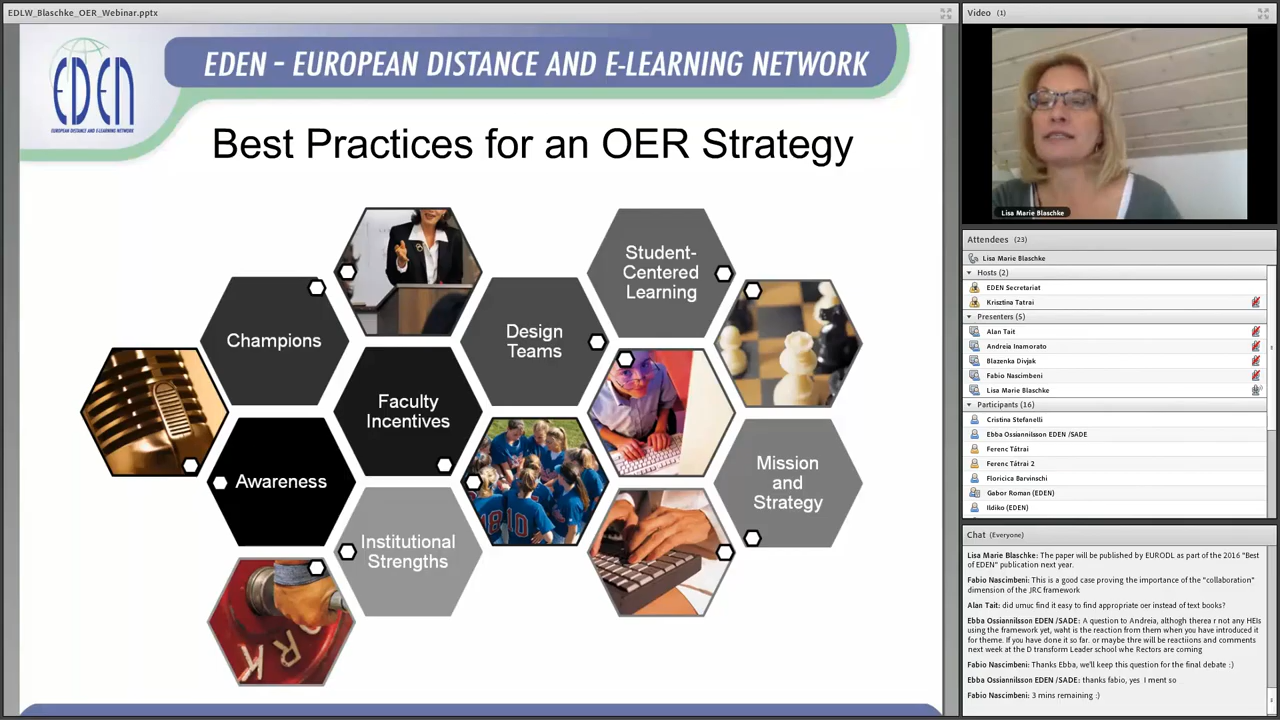 EDLW_Blaschke_OER_Webinar.pptx
EDEN
EUROPEAN DISTANCE AND E-LEARNING NETWORK
EDEN - EUROPEAN DISTANCE AND E-LEARNING NETWORK
Best Practices for an OER Strategy
Student-
Centered
Learning
Champions
Design
Teams
Faculty
Incentives
Awareness
Mission
and
Strategy
Institutional
Strengths
R K
Video (1)
Lisa Marie Blaschke
Attendees (23)
Lisa Marie Blaschke
Hosts (2)
EDEN Secretariat
Krisztina Tatrai
Presenters (5)
Alan Tait
Andreia Inamorato
Blazenka Divjak
Fabio Nascimbeni
Lisa Marie Blaschke
Participants (16)
Cristina Stefanelli
Ebba Ossiannilsson EDEN /SADE
Ferenc Tátrai
Ferenc Tátrai 2
Floricica Barvinschi
Gabor Roman (EDEN)
Ildiko (EDEN)
Chat (Everyone)
Lisa Marie Blaschke: The paper will be published by EURODL as part of the 2016 "Best
of EDEN" publication next year.
Fabio Nascimbeni: This is a good case proving the importance of the "collaboration"
dimension of the JRC framework
Alan Tait: did umuc find it easy to find appropriate oer instead of text books?
Ebba Ossiannilsson EDEN /SADE: A question to Andreia, althogh therea r not any HEIs
using the framework yet, waht is the reaction from them when you have introduced it
for theme. If you have done it so far. or maybe thre will be reactiions and comments
next week at the D transform Leader school whe Rectors are coming
Fabio Nascimbeni: Thanks Ebba, we'll keep this question for the final debate :)
Ebba Ossiannilsson EDEN /SADE: thanks fabio, yes I ment so
Fabio Nascimbeni: 3 mins remaining :)